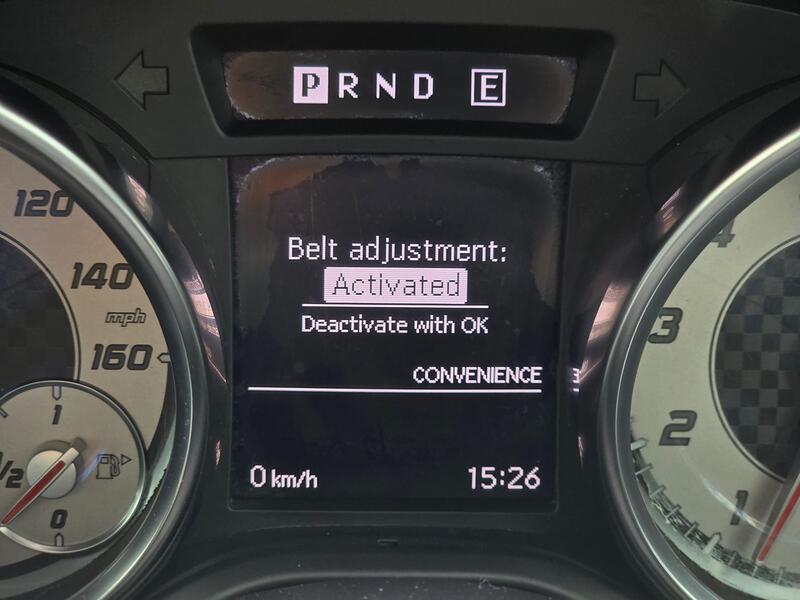 P R N D E
120
140
mph
160
1
1/2
0
Belt adjustment:
Activated
Deactivate with OK
CONVENIENCE
0 km/h
15:26
4
3
2
1